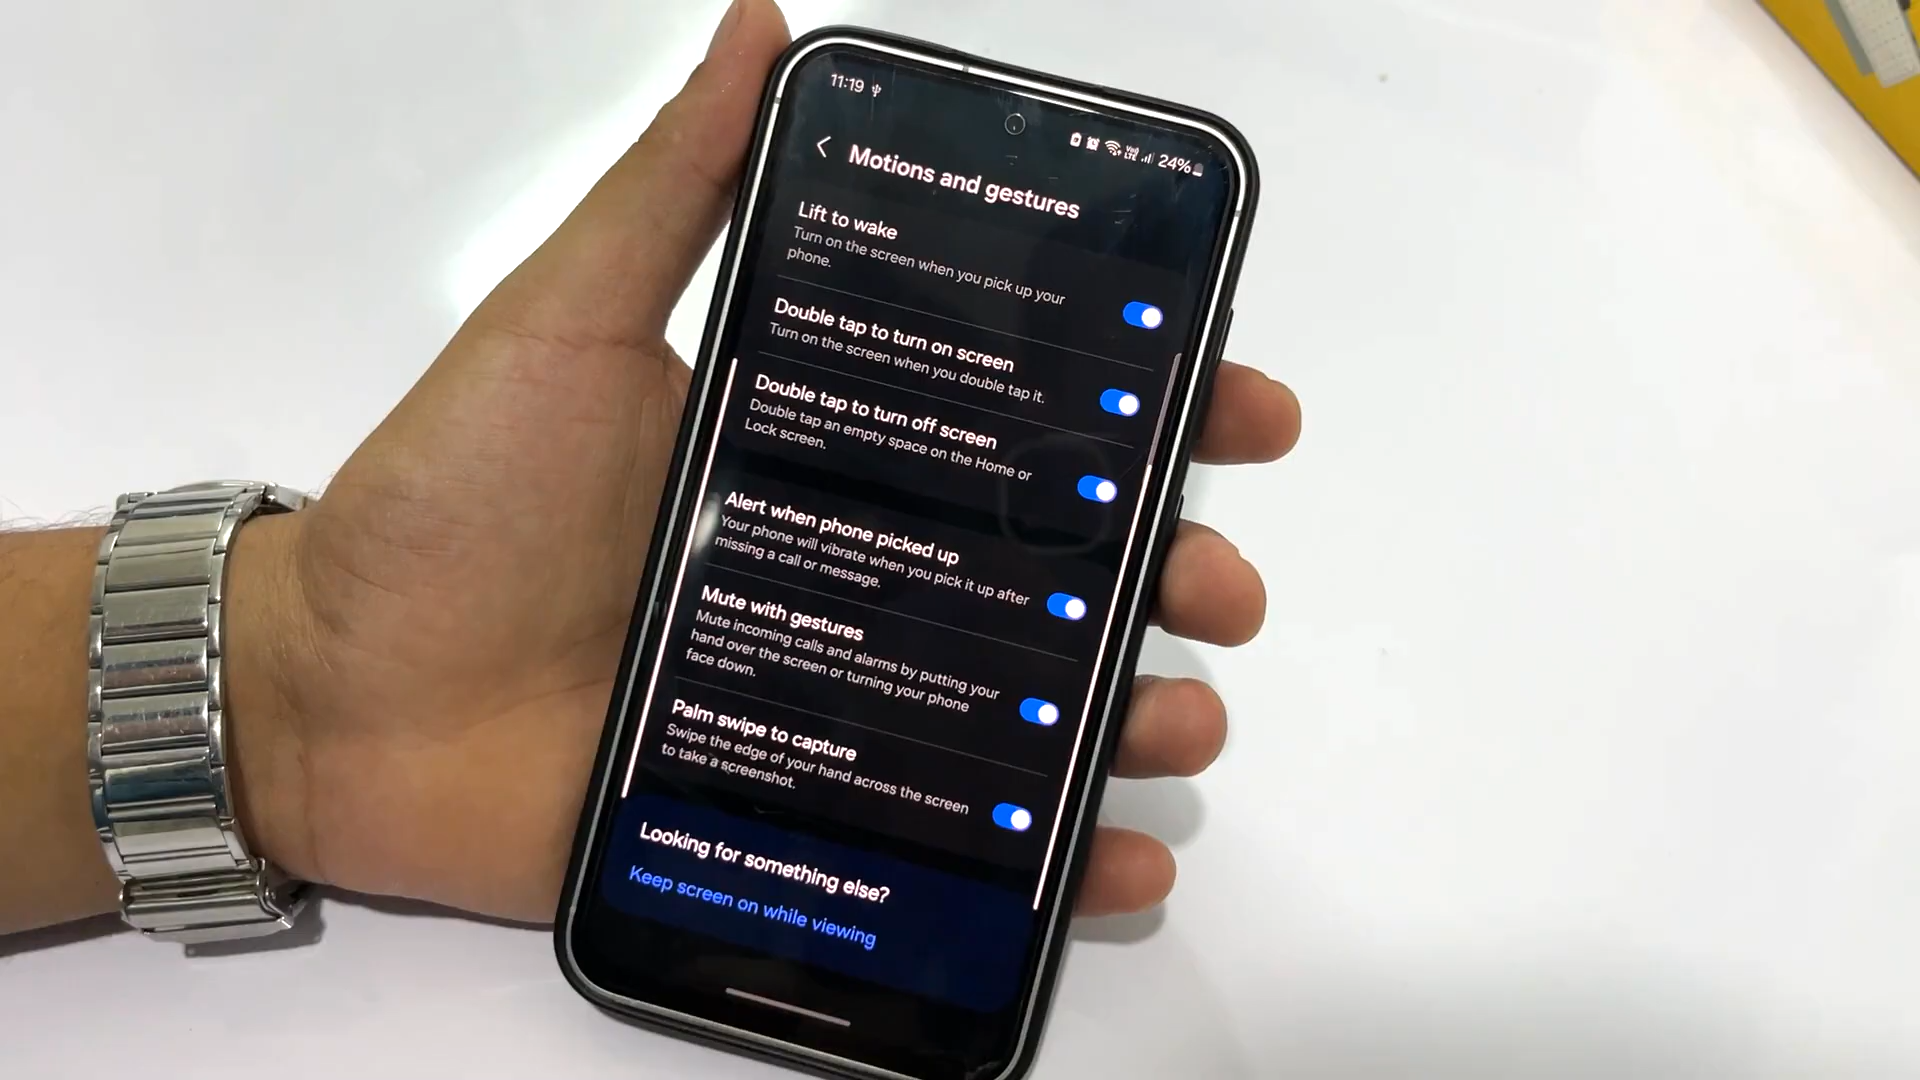 11:19
Vo)) LTE 24%
Motions and gestures
Lift to wake
Turn on the screen when you pick up your
phone.
Double tap to turn on screen
Turn on the screen when you double tap it.
Double tap to turn off screen
Double tap an empty space on the Home or
Lock screen.
Alert when phone picked up
Your phone will vibrate when you pick it up after
missing a call or message.
Mute with gestures
Mute incoming calls and alarms by putting your
hand over the screen or turning your phone
face down.
Palm swipe to capture
Swipe the edge of your hand across the screen
to take a screenshot.
Looking for something else?
Keep screen on while viewing